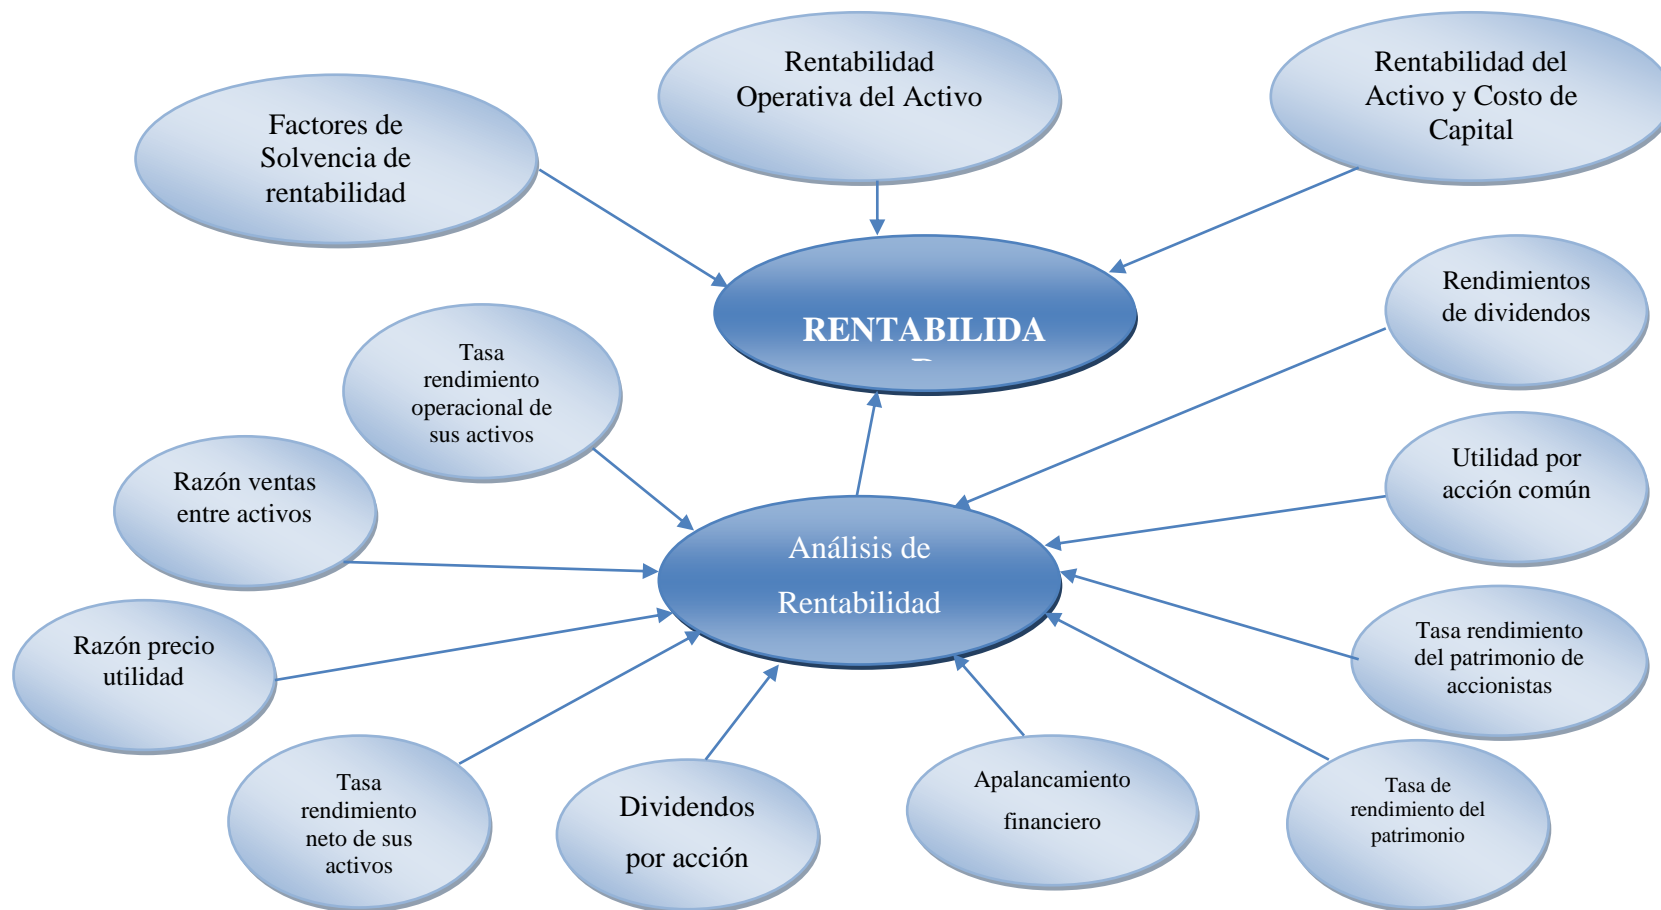 Rentabilidad
Operativa del Activo
Rentabilidad del
Activo y Costo de
Capital
Factores de
Solvencia de
rentabilidad
RENTABILIDA
Rendimientos
de dividendos
Tasa
rendimiento
operacional de
sus activos
Utilidad por
acción común
Razón ventas
entre activos
Análisis de
Rentabilidad
Razón precio
utilidad
Tasa rendimiento
del patrimonio de
accionistas
Tasa
rendimiento
neto de sus
activos
Dividendos
por acción
Apalancamiento
financiero
Tasa de
rendimiento del
patrimonio